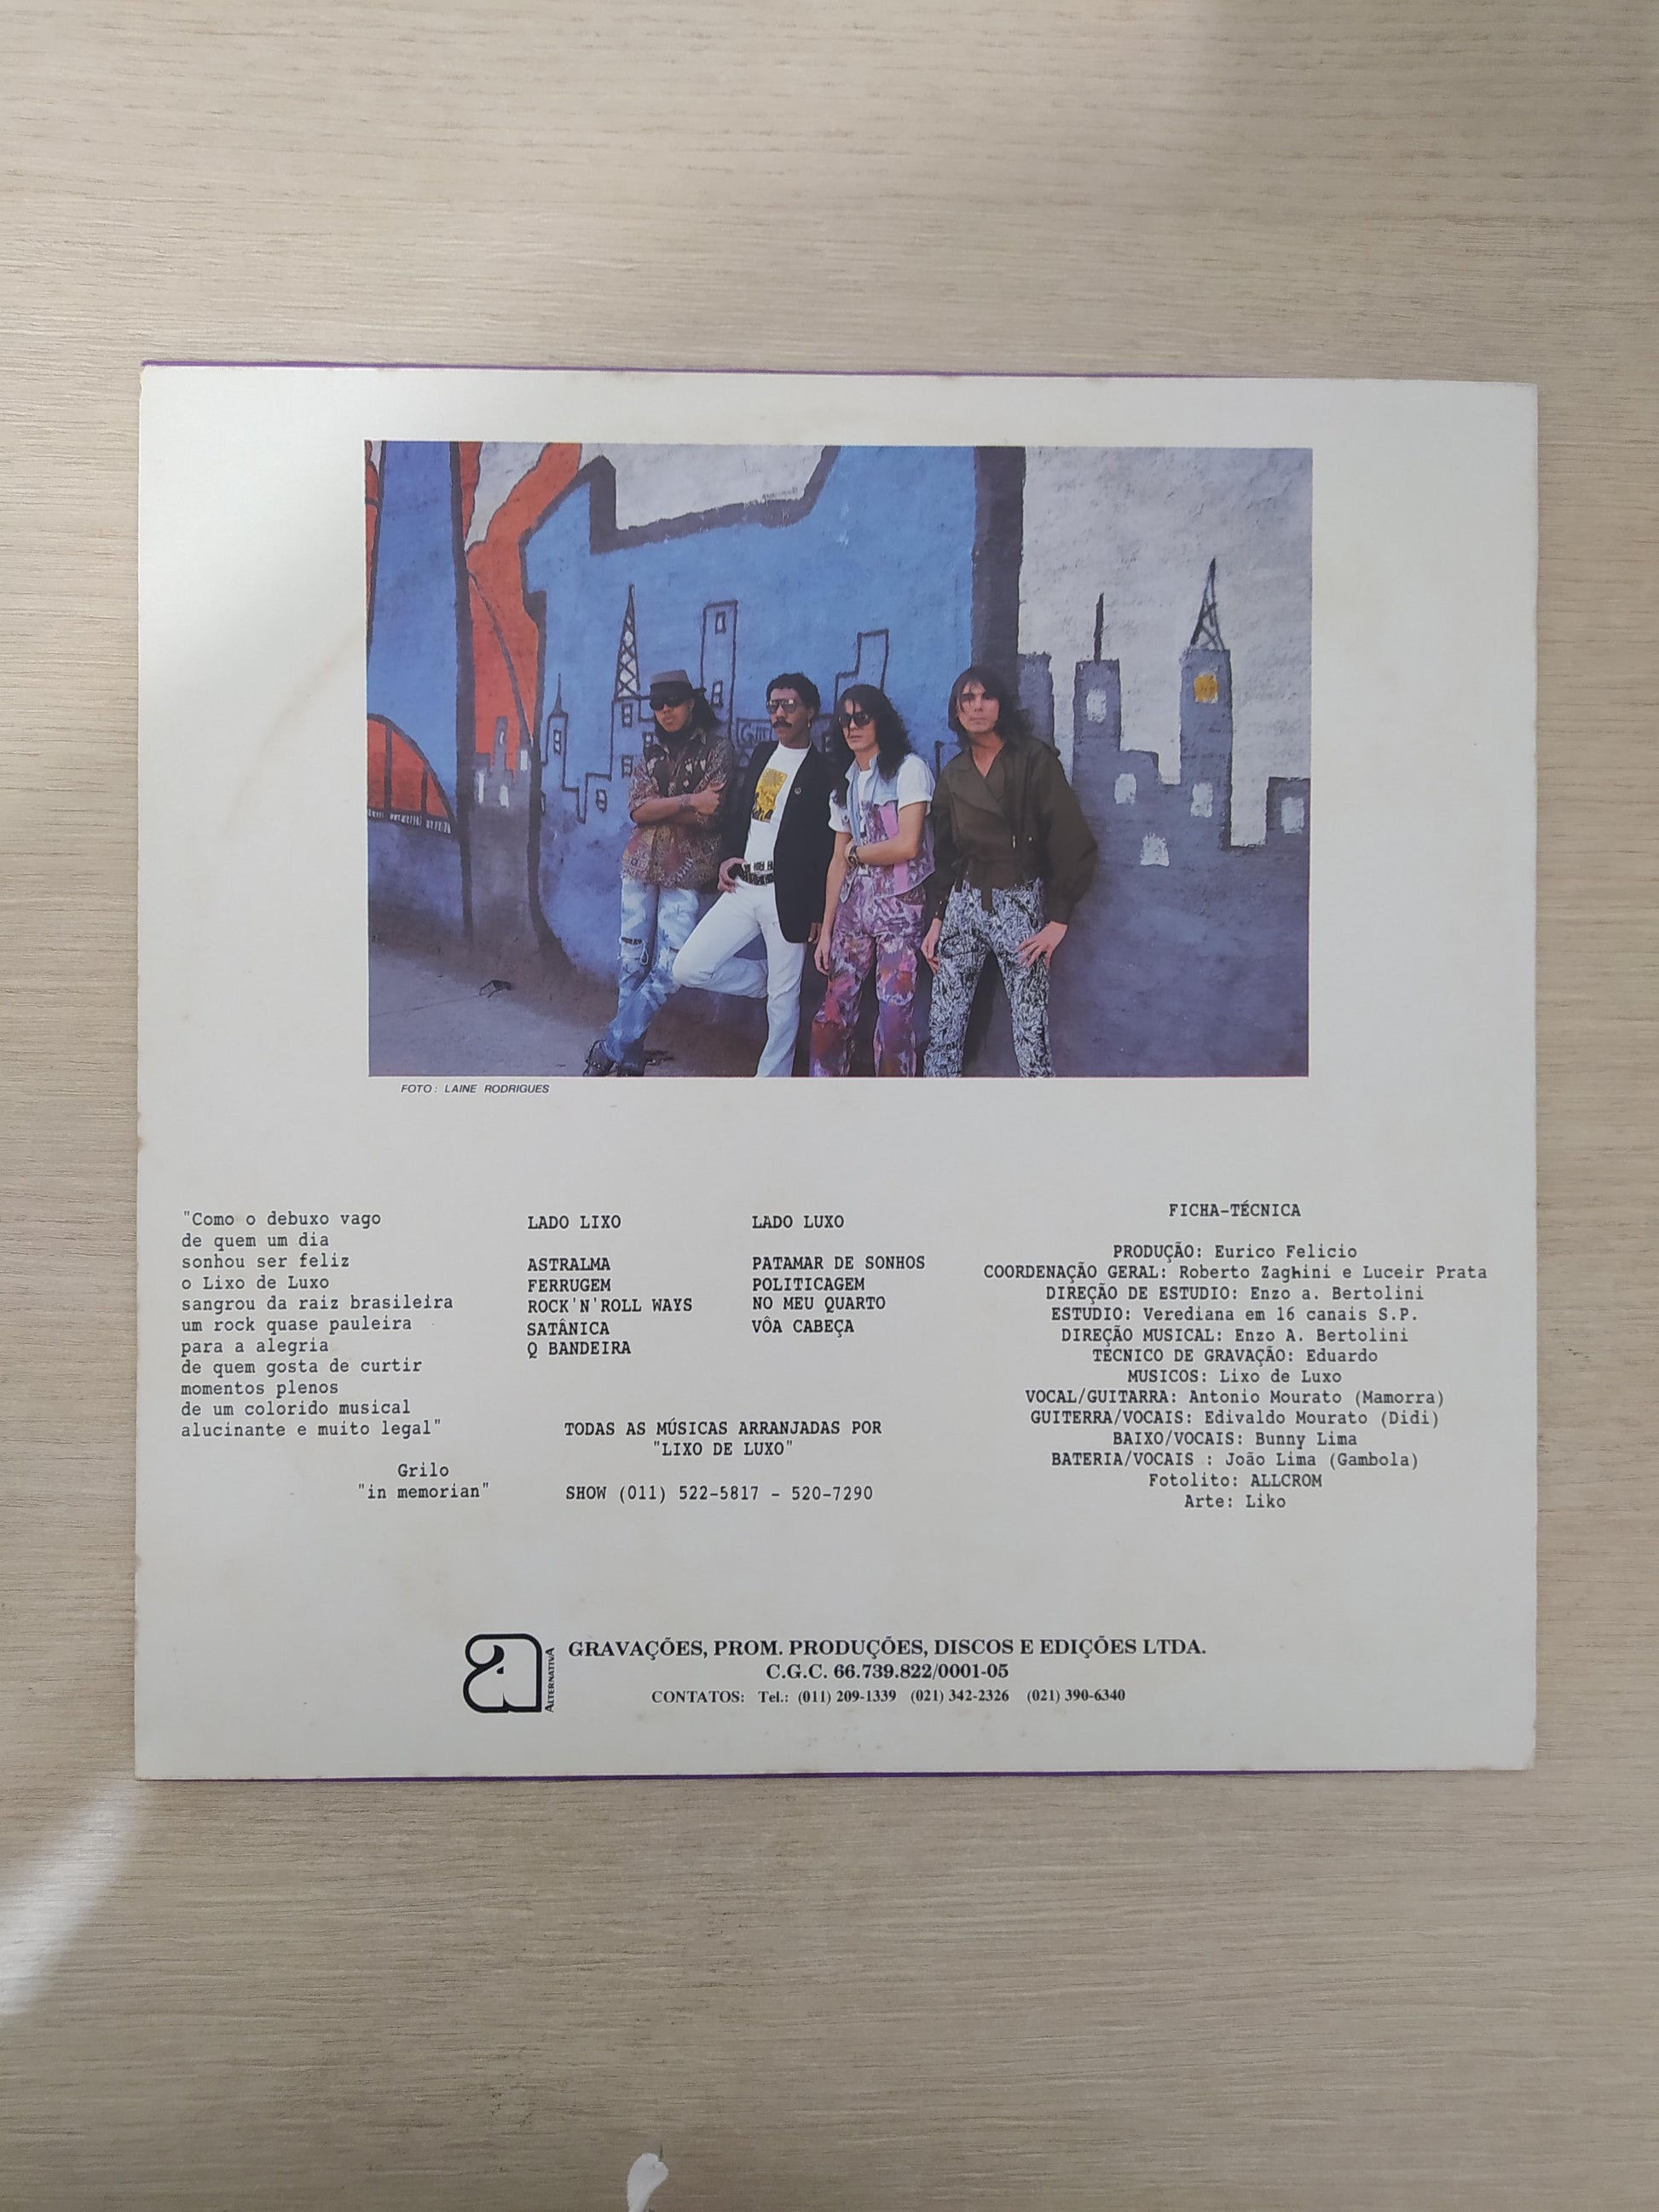 FOTO: LAINE RODRIGUES
"Como o debuxo vago
de quem um dia
sonhou ser feliz
o Lixo de Luxo
sangrou da raiz brasileira
um rock quase pauleira
para a alegria
de quem gosta de curtir
momentos plenos
de um colorido musical
alucinante e muito legal"
Grilo
"in memorian"
LADO LIXO
ASTRALMA
FERRUGEM
ROCK'N'ROLL WAYS
SATÂNICA
Q BANDEIRA
LADO LUXO
PATAMAR DE SONHOS
POLITICAGEM
NO MEU QUARTO
VÔA CABEÇA
TODAS AS MÚSICAS ARRANJADAS POR
"LIXO DE LUXO"
SHOW (011) 522-5817 - 520-7290
FICHA-TÉCNICA
PRODUÇÃO: Eurico Felicio
COORDENAÇÃO GERAL: Roberto Zaghini e Luceir Prata
DIREÇÃO DE ESTUDIO: Enzo a. Bertolini
ESTUDIO: Verediana em 16 canais S.P.
DIREÇÃO MUSICAL: Enzo A. Bertolini
TECNICO DE GRAVAÇÃO: Eduardo
MUSICOS: Lixo de Luxo
VOCAL/GUITARRA: Antonio Mourato (Mamorra)
GUITERRA/VOCAIS: Edivaldo Mourato (Didi)
BAIXO/VOCAIS: Bunny Lima
BATERIA/VOCAIS : João Lima (Gambola)
Fotolito: ALLCROM
Arte: Liko
a ALTERNATIVA
GRAVAÇÕES, PROM. PRODUÇÕES, DISCOS E EDIÇÕES LTDA.
C.G.C. 66.739.822/0001-05
CONTATOS: Tel.: (011) 209-1339 (021) 342-2326 (021) 390-6340